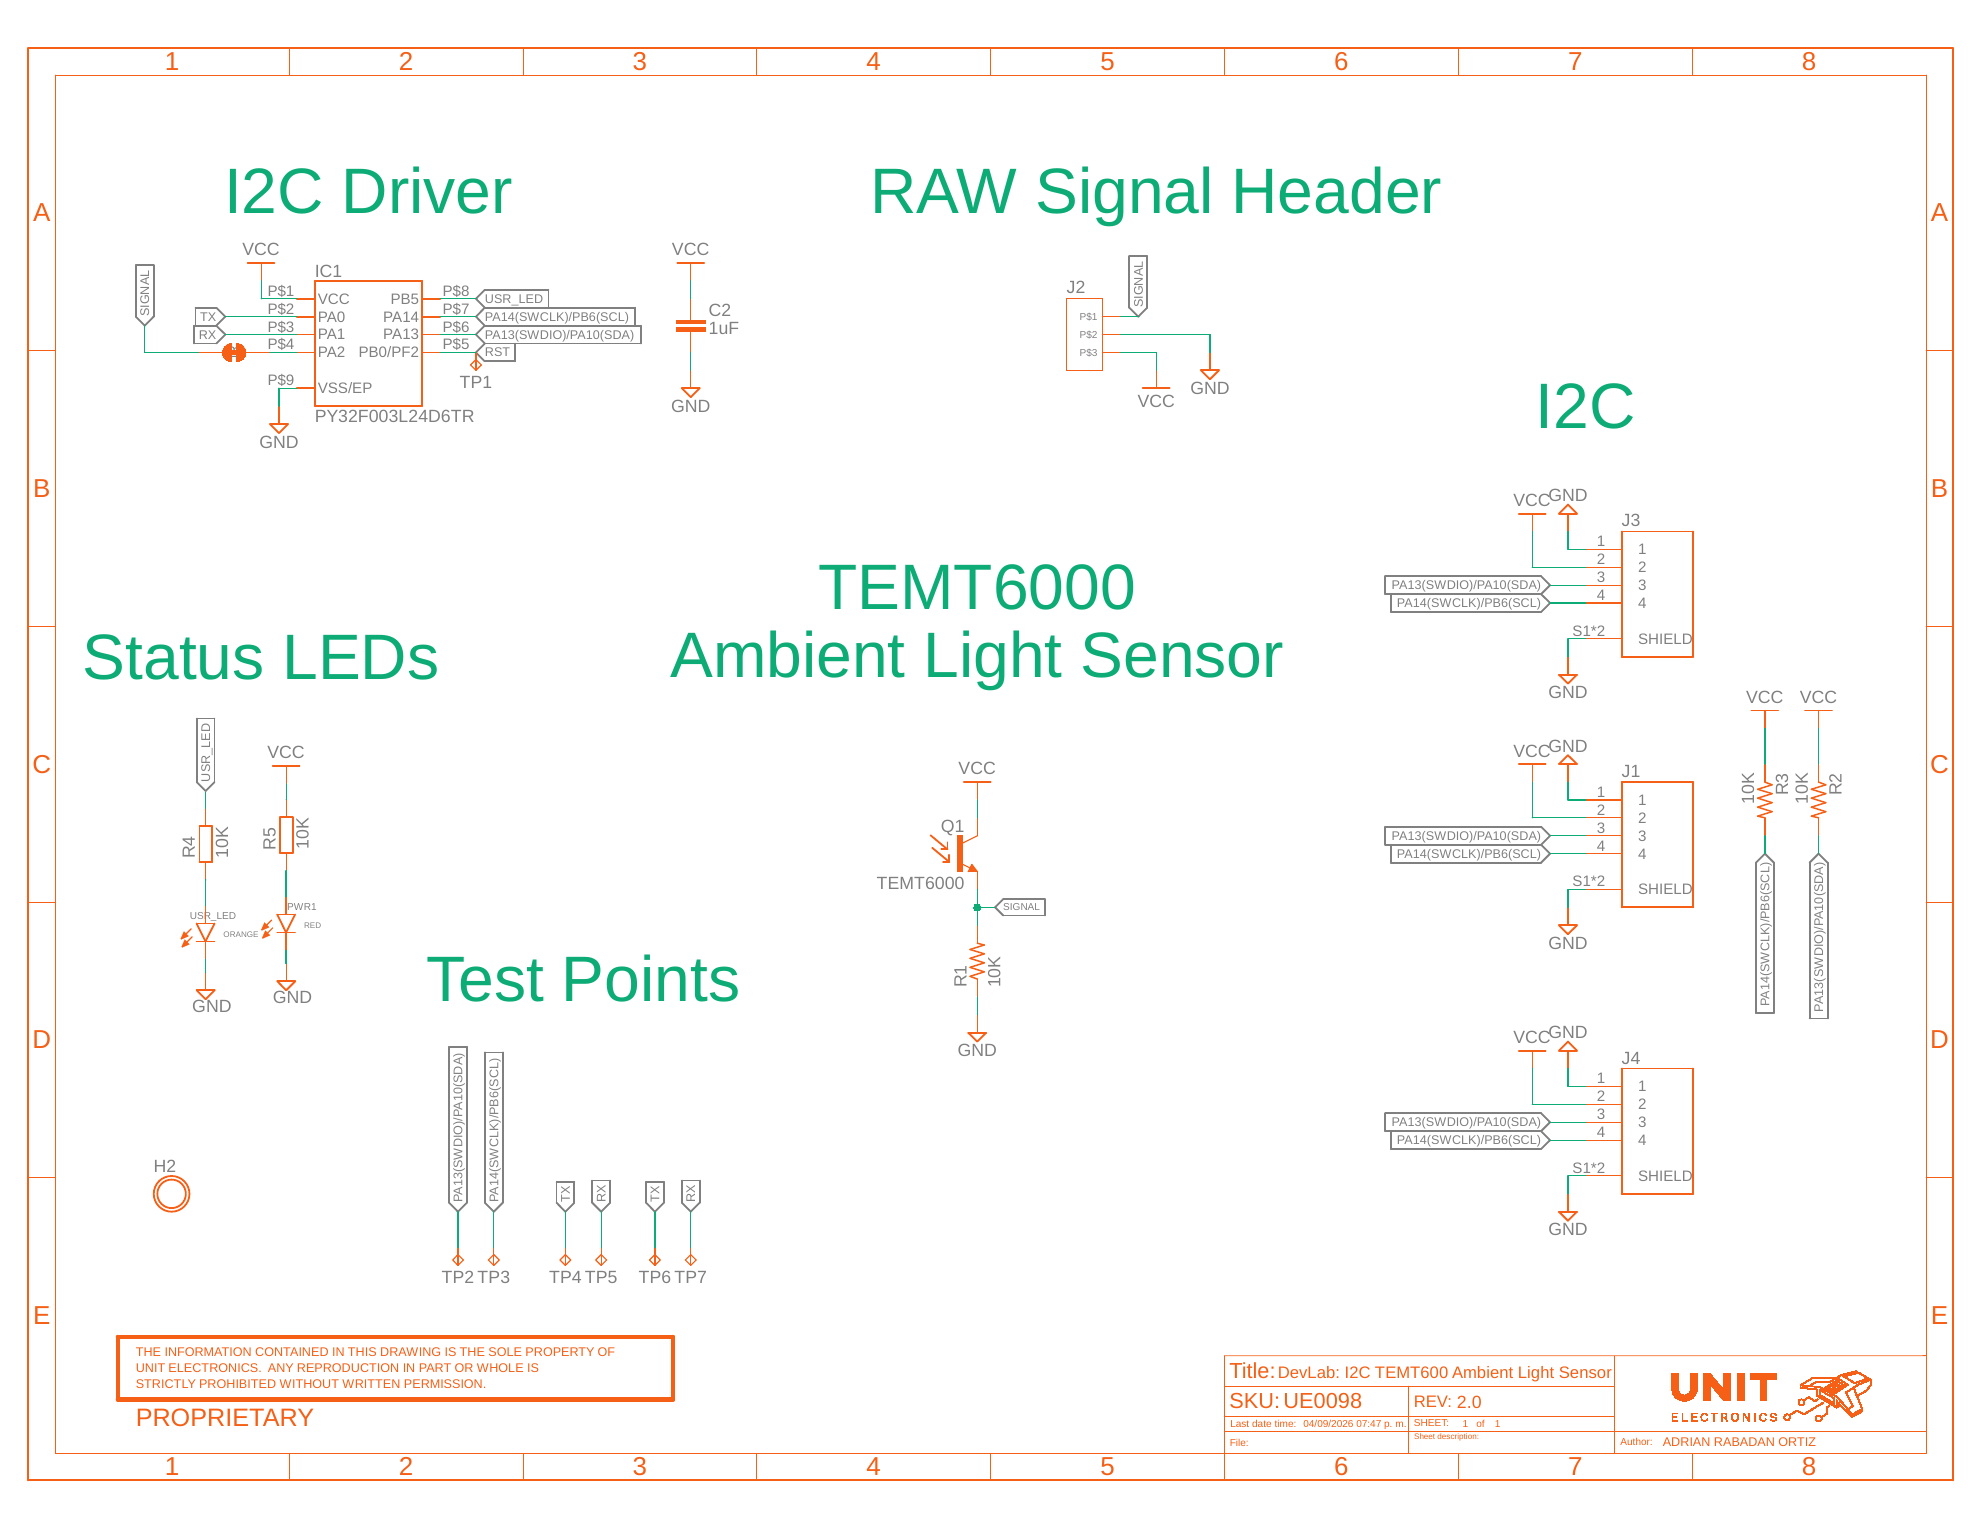 1 2 3 4 5 6 7 8
A A
B B
C C
D D
E E
1 2 3 4 5 6 7 8
I2C Driver
SIGNAL
VCC
IC1
P$1 VCC PB5 P$8 USR_LED
TX P$2 PA0 PA14 P$7 PA14(SWCLK)/PB6(SCL)
RX P$3 PA1 PA13 P$6 PA13(SWDIO)/PA10(SDA)
P$4 PA2 PB0/PF2 P$5 RST
TP1
P$9 VSS/EP
PY32F003L24D6TR
GND
VCC
C2
1uF
GND
RAW Signal Header
SIGNAL
J2
P$1
P$2
P$3
VCC
GND
I2C
VCC GND
J3
1 1
2 2
PA13(SWDIO)/PA10(SDA) 3 3
PA14(SWCLK)/PB6(SCL) 4 4
S1*2 SHIELD
GND
VCC GND
J1
1 1
2 2
PA13(SWDIO)/PA10(SDA) 3 3
PA14(SWCLK)/PB6(SCL) 4 4
S1*2 SHIELD
GND
VCC VCC
10K R3 10K R2
PA14(SWCLK)/PB6(SCL)
PA13(SWDIO)/PA10(SDA)
VCC GND
J4
1 1
2 2
PA13(SWDIO)/PA10(SDA) 3 3
PA14(SWCLK)/PB6(SCL) 4 4
S1*2 SHIELD
GND
TEMT6000
Ambient Light Sensor
VCC
Q1
TEMT6000
SIGNAL
R1 10K
GND
Status LEDs
USR_LED
VCC
R4 10K
R5 10K
USR_LED
ORANGE
PWR1
RED
GND
GND
Test Points
PA13(SWDIO)/PA10(SDA)
PA14(SWCLK)/PB6(SCL)
TX RX TX RX
TP2 TP3 TP4 TP5 TP6 TP7
H2
THE INFORMATION CONTAINED IN THIS DRAWING IS THE SOLE PROPERTY OF
UNIT ELECTRONICS. ANY REPRODUCTION IN PART OR WHOLE IS
STRICTLY PROHIBITED WITHOUT WRITTEN PERMISSION.
PROPRIETARY
Title: DevLab: I2C TEMT600 Ambient Light Sensor
SKU: UE0098
REV: 2.0
Last date time: 04/09/2026 07:47 p. m.
SHEET: 1 of 1
File:
Sheet description:
UNIT
ELECTRONICS
Author: ADRIAN RABADAN ORTIZ